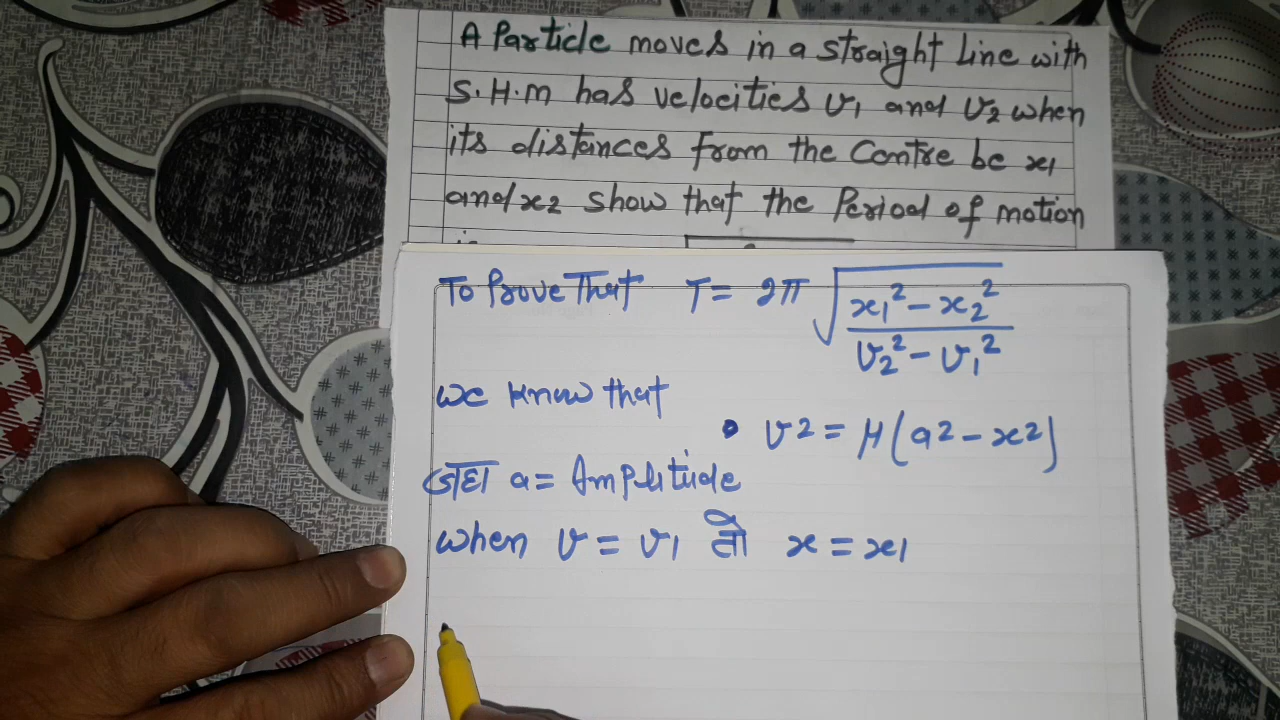 A Particle moves in a straight line with
S.H.M has velocities v1 and v2 when
its distances from the Centre be x1
and x2 show that the Period of motion
is
To Prove That T = 2π √((x1² - x2²)/(v2² - v1²))
we know that
• v² = μ(a² - x²)
जहा a = Amplitude
when v = v1 तो x = x1